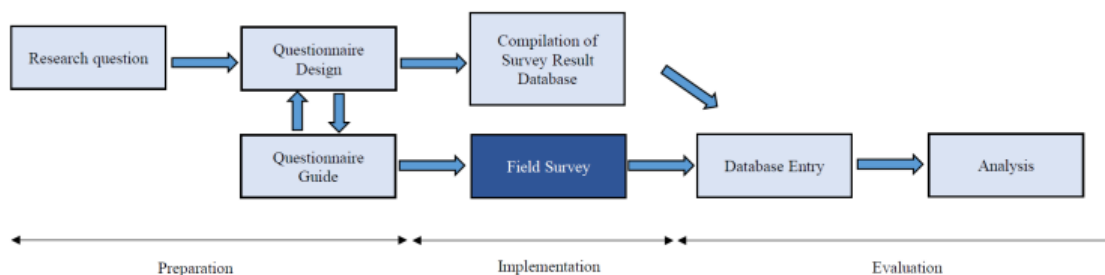 Research question
Questionnaire
Design
Compilation of
Survey Result
Database
Questionnaire
Guide
Field Survey
Database Entry
Analysis
Preparation
Implementation
Evaluation